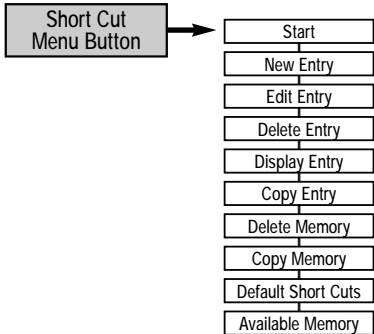 Short Cut
Menu Button
Start
New Entry
Edit Entry
Delete Entry
Display Entry
Copy Entry
Delete Memory
Copy Memory
Default Short Cuts
Available Memory